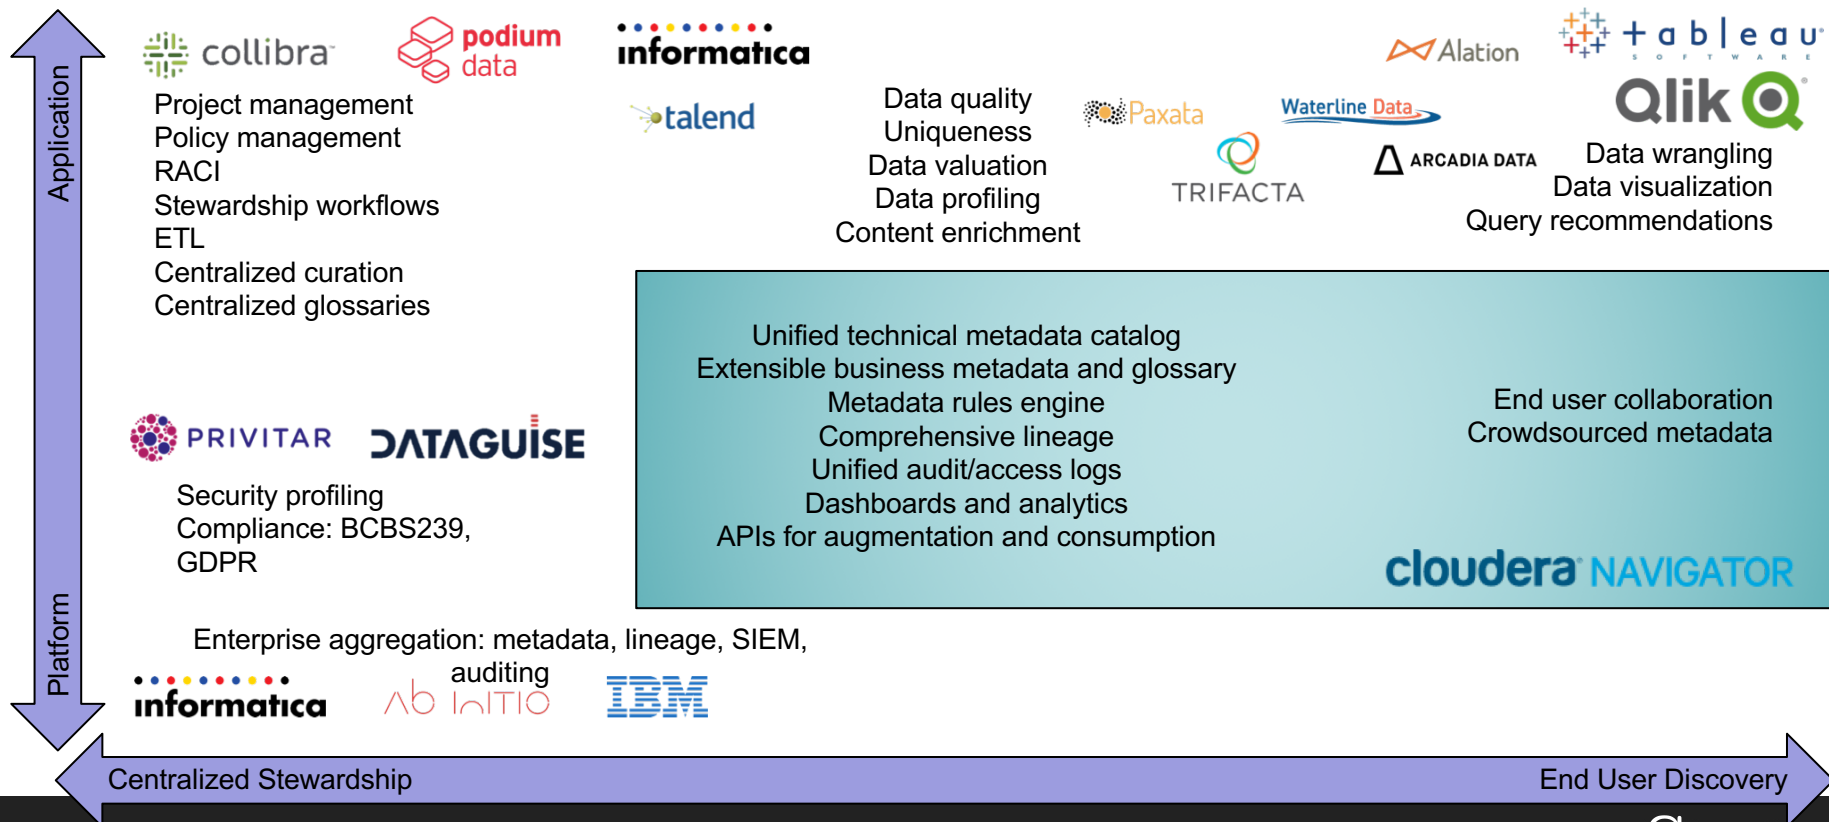 Application
collibra
podium
data
informatica
talend
Project management
Policy management
RACI
Stewardship workflows
ETL
Centralized curation
Centralized glossaries
Data quality
Uniqueness
Data valuation
Data profiling
Content enrichment
Paxata
TRIFACTA
Waterline Data
Alation
ARCADIA DATA
tableau
SOFTWARE
Qlik
Data wrangling
Data visualization
Query recommendations
Unified technical metadata catalog
Extensible business metadata and glossary
Metadata rules engine
Comprehensive lineage
Unified audit/access logs
Dashboards and analytics
APIs for augmentation and consumption
End user collaboration
Crowdsourced metadata
cloudera NAVIGATOR
PRIVITAR
DATAGUISE
Security profiling
Compliance: BCBS239,
GDPR
Platform
Enterprise aggregation: metadata, lineage, SIEM,
auditing
informatica
Ab Initio
IBM
Centralized Stewardship
End User Discovery